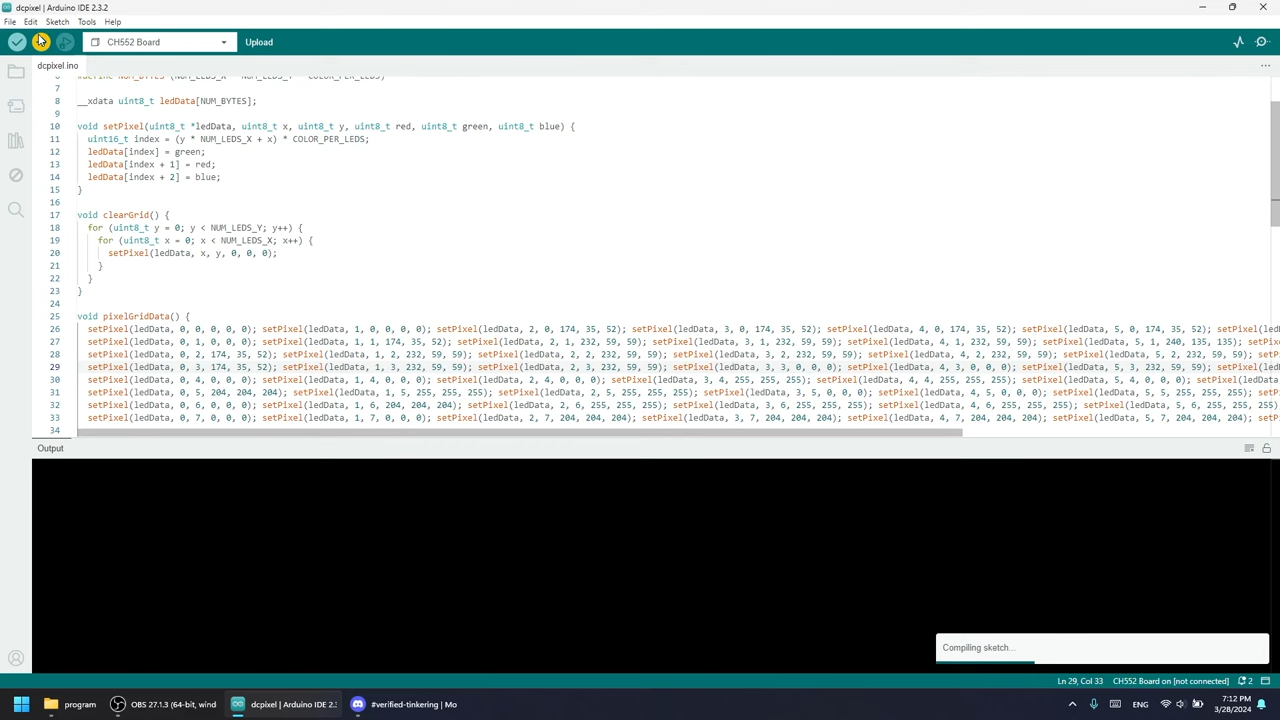 dcpixel | Arduino IDE 2.3.2
File Edit Sketch Tools Help
CH552 Board Upload
dcpixel.ino
7
8 __xdata uint8_t ledData[NUM_BYTES];
9
10 void setPixel(uint8_t *ledData, uint8_t x, uint8_t y, uint8_t red, uint8_t green, uint8_t blue) {
11 uint16_t index = (y * NUM_LEDS_X + x) * COLOR_PER_LEDS;
12 ledData[index] = green;
13 ledData[index + 1] = red;
14 ledData[index + 2] = blue;
15 }
16
17 void clearGrid() {
18 for (uint8_t y = 0; y < NUM_LEDS_Y; y++) {
19 for (uint8_t x = 0; x < NUM_LEDS_X; x++) {
20 setPixel(ledData, x, y, 0, 0, 0);
21 }
22 }
23 }
24
25 void pixelGridData() {
26 setPixel(ledData, 0, 0, 0, 0, 0); setPixel(ledData, 1, 0, 0, 0, 0); setPixel(ledData, 2, 0, 174, 35, 52); setPixel(ledData, 3, 0, 174, 35, 52); setPixel(ledData, 4, 0, 174, 35, 52); setPixel(ledData, 5, 0, 174, 35, 52); setPixel(led
27 setPixel(ledData, 0, 1, 0, 0, 0); setPixel(ledData, 1, 1, 174, 35, 52); setPixel(ledData, 2, 1, 232, 59, 59); setPixel(ledData, 3, 1, 232, 59, 59); setPixel(ledData, 4, 1, 232, 59, 59); setPixel(ledData, 5, 1, 240, 135, 135); setPixe
28 setPixel(ledData, 0, 2, 174, 35, 52); setPixel(ledData, 1, 2, 232, 59, 59); setPixel(ledData, 2, 2, 232, 59, 59); setPixel(ledData, 3, 2, 232, 59, 59); setPixel(ledData, 4, 2, 232, 59, 59); setPixel(ledData, 5, 2, 232, 59, 59); setPi
29 setPixel(ledData, 0, 3, 174, 35, 52); setPixel(ledData, 1, 3, 232, 59, 59); setPixel(ledData, 2, 3, 232, 59, 59); setPixel(ledData, 3, 3, 0, 0, 0); setPixel(ledData, 4, 3, 0, 0, 0); setPixel(ledData, 5, 3, 232, 59, 59); setPixel(led
30 setPixel(ledData, 0, 4, 0, 0, 0); setPixel(ledData, 1, 4, 0, 0, 0); setPixel(ledData, 2, 4, 0, 0, 0); setPixel(ledData, 3, 4, 255, 255, 255); setPixel(ledData, 4, 4, 255, 255, 255); setPixel(ledData, 5, 4, 0, 0, 0); setPixel(ledData,
31 setPixel(ledData, 0, 5, 204, 204, 204); setPixel(ledData, 1, 5, 255, 255, 255); setPixel(ledData, 2, 5, 255, 255, 255); setPixel(ledData, 3, 5, 0, 0, 0); setPixel(ledData, 4, 5, 0, 0, 0); setPixel(ledData, 5, 5, 255, 255, 255); setPi
32 setPixel(ledData, 0, 6, 0, 0, 0); setPixel(ledData, 1, 6, 204, 204, 204); setPixel(ledData, 2, 6, 255, 255, 255); setPixel(ledData, 3, 6, 255, 255, 255); setPixel(ledData, 4, 6, 255, 255, 255); setPixel(ledData, 5, 6, 255, 255, 255)
33 setPixel(ledData, 0, 7, 0, 0, 0); setPixel(ledData, 1, 7, 0, 0, 0); setPixel(ledData, 2, 7, 204, 204, 204); setPixel(ledData, 3, 7, 204, 204, 204); setPixel(ledData, 4, 7, 204, 204, 204); setPixel(ledData, 5, 7, 204, 204, 204); setP
34
Output
Compiling sketch...
Ln 29, Col 33 CH552 Board on [not connected] 2
program OBS 27.1.3 (64-bit, wind dcpixel | Arduino IDE 2.3. #verified-tinkering | Mo ENG 7:12 PM
3/28/2024